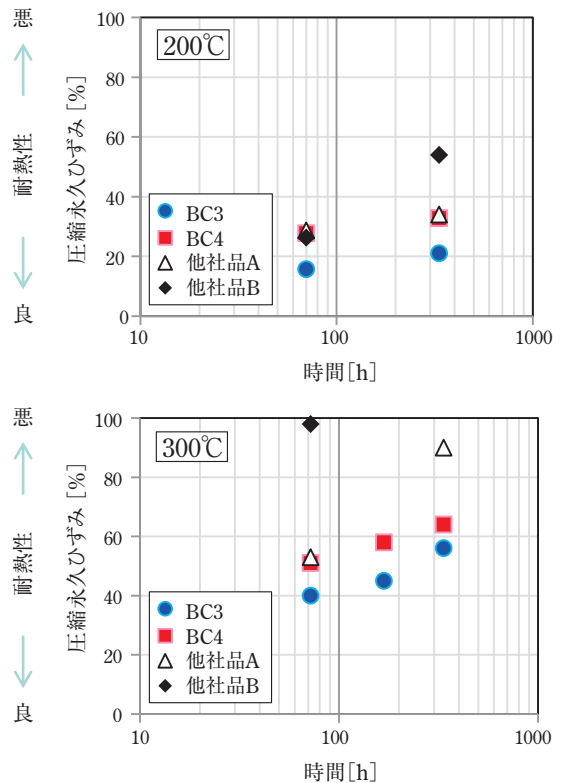 悪
耐熱性
良
圧縮永久ひずみ [%]
100
80
60
40
20
0
200℃
BC3
BC4
他社品A
他社品B
10
100
1000
時間[h]
悪
耐熱性
良
圧縮永久ひずみ [%]
100
80
60
40
20
0
300℃
BC3
BC4
他社品A
他社品B
10
100
1000
時間[h]